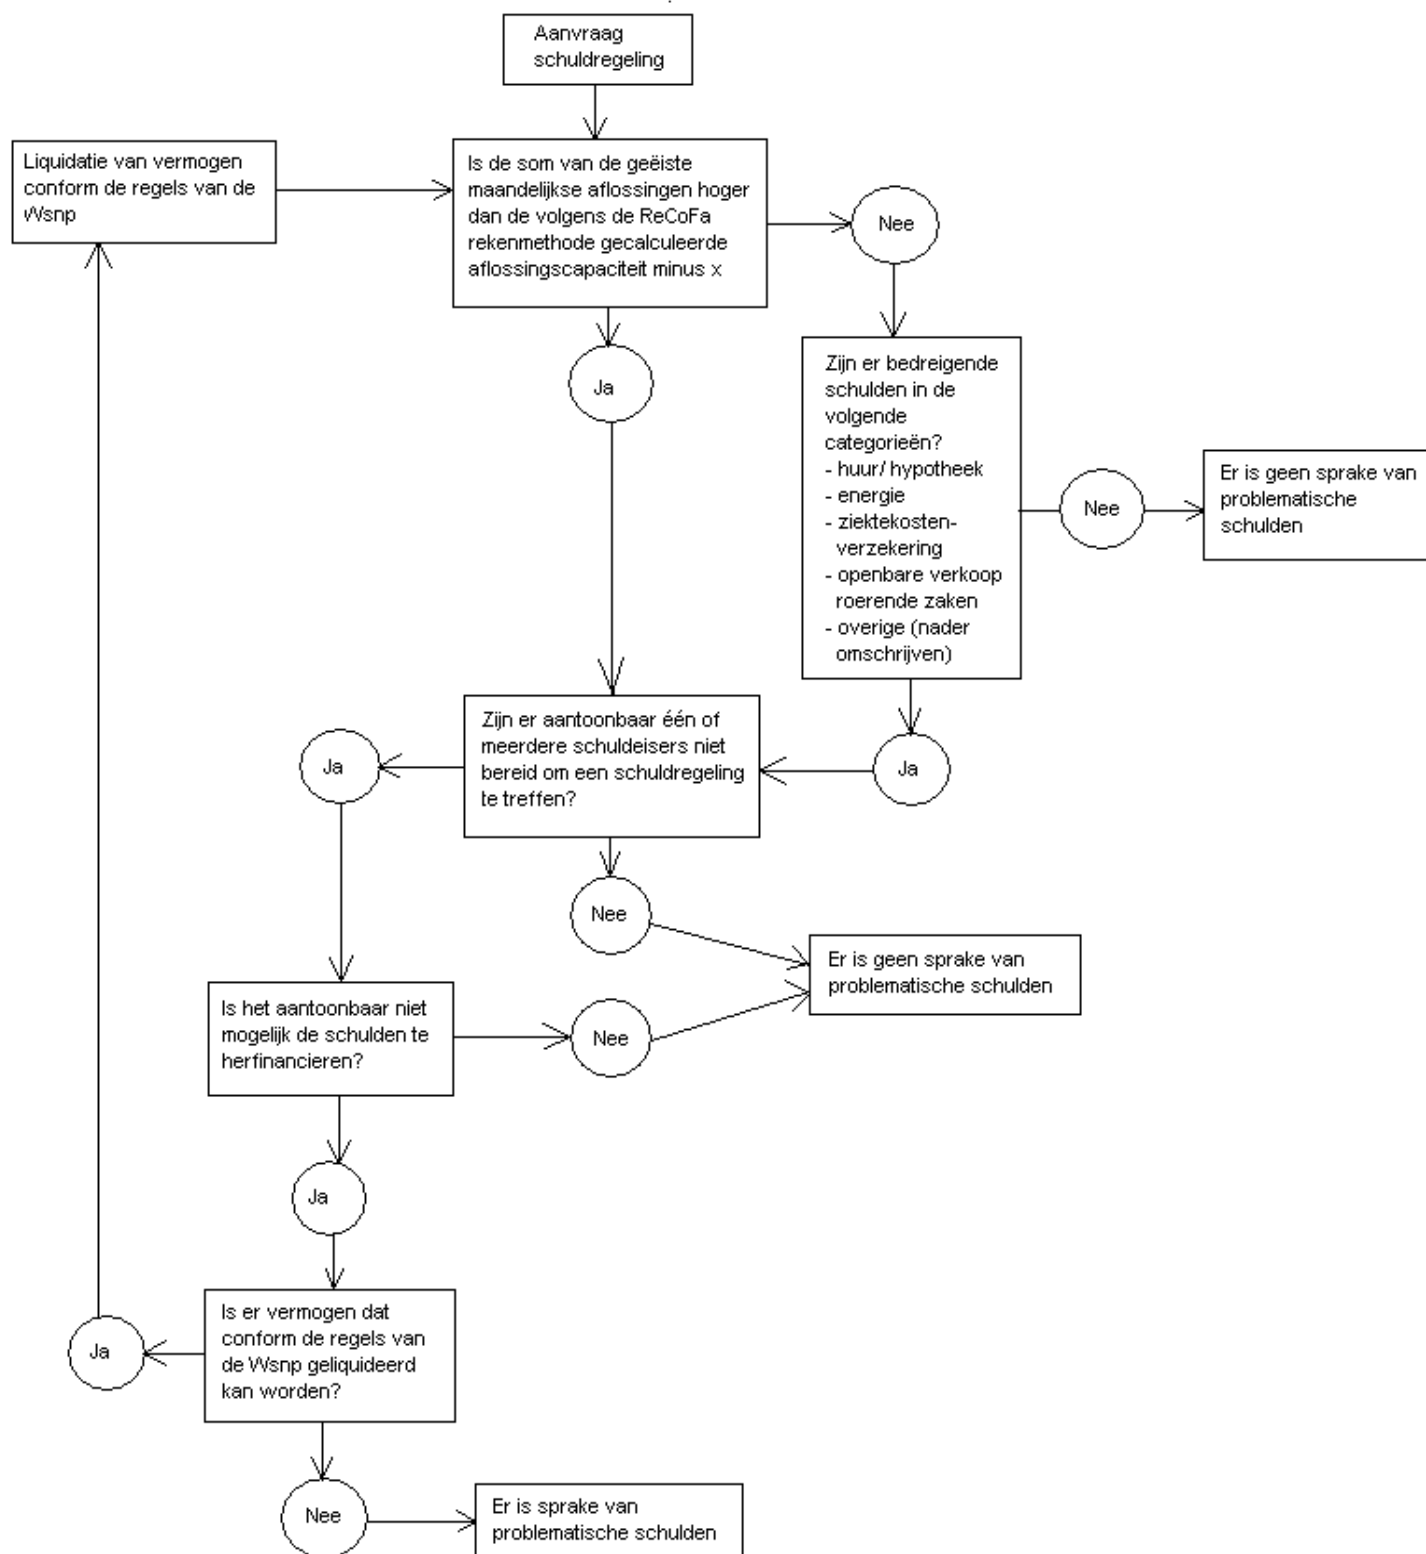 Aanvraag
schuldregeling
Liquidatie van vermogen
conform de regels van de
Wsnp
Is de som van de geëiste
maandelijkse aflossingen hoger
dan de volgens de ReCoFa
rekenmethode gecalculeerde
aflossingscapaciteit minus x
Nee
Ja
Zijn er bedreigende
schulden in de
volgende
categorieën?
- huur/ hypotheek
- energie
- ziektekosten-
verzekering
- openbare verkoop
roerende zaken
- overige (nader
omschrijven)
Nee
Er is geen sprake van
problematische
schulden
Ja
Zijn er aantoonbaar één of
meerdere schuldeisers niet
bereid om een schuldregeling
te treffen?
Ja
Nee
Er is geen sprake van
problematische schulden
Is het aantoonbaar niet
mogelijk de schulden te
herfinancieren?
Nee
Ja
Is er vermogen dat
conform de regels van
de Wsnp geliquideerd
kan worden?
Ja
Nee
Er is sprake van
problematische schulden